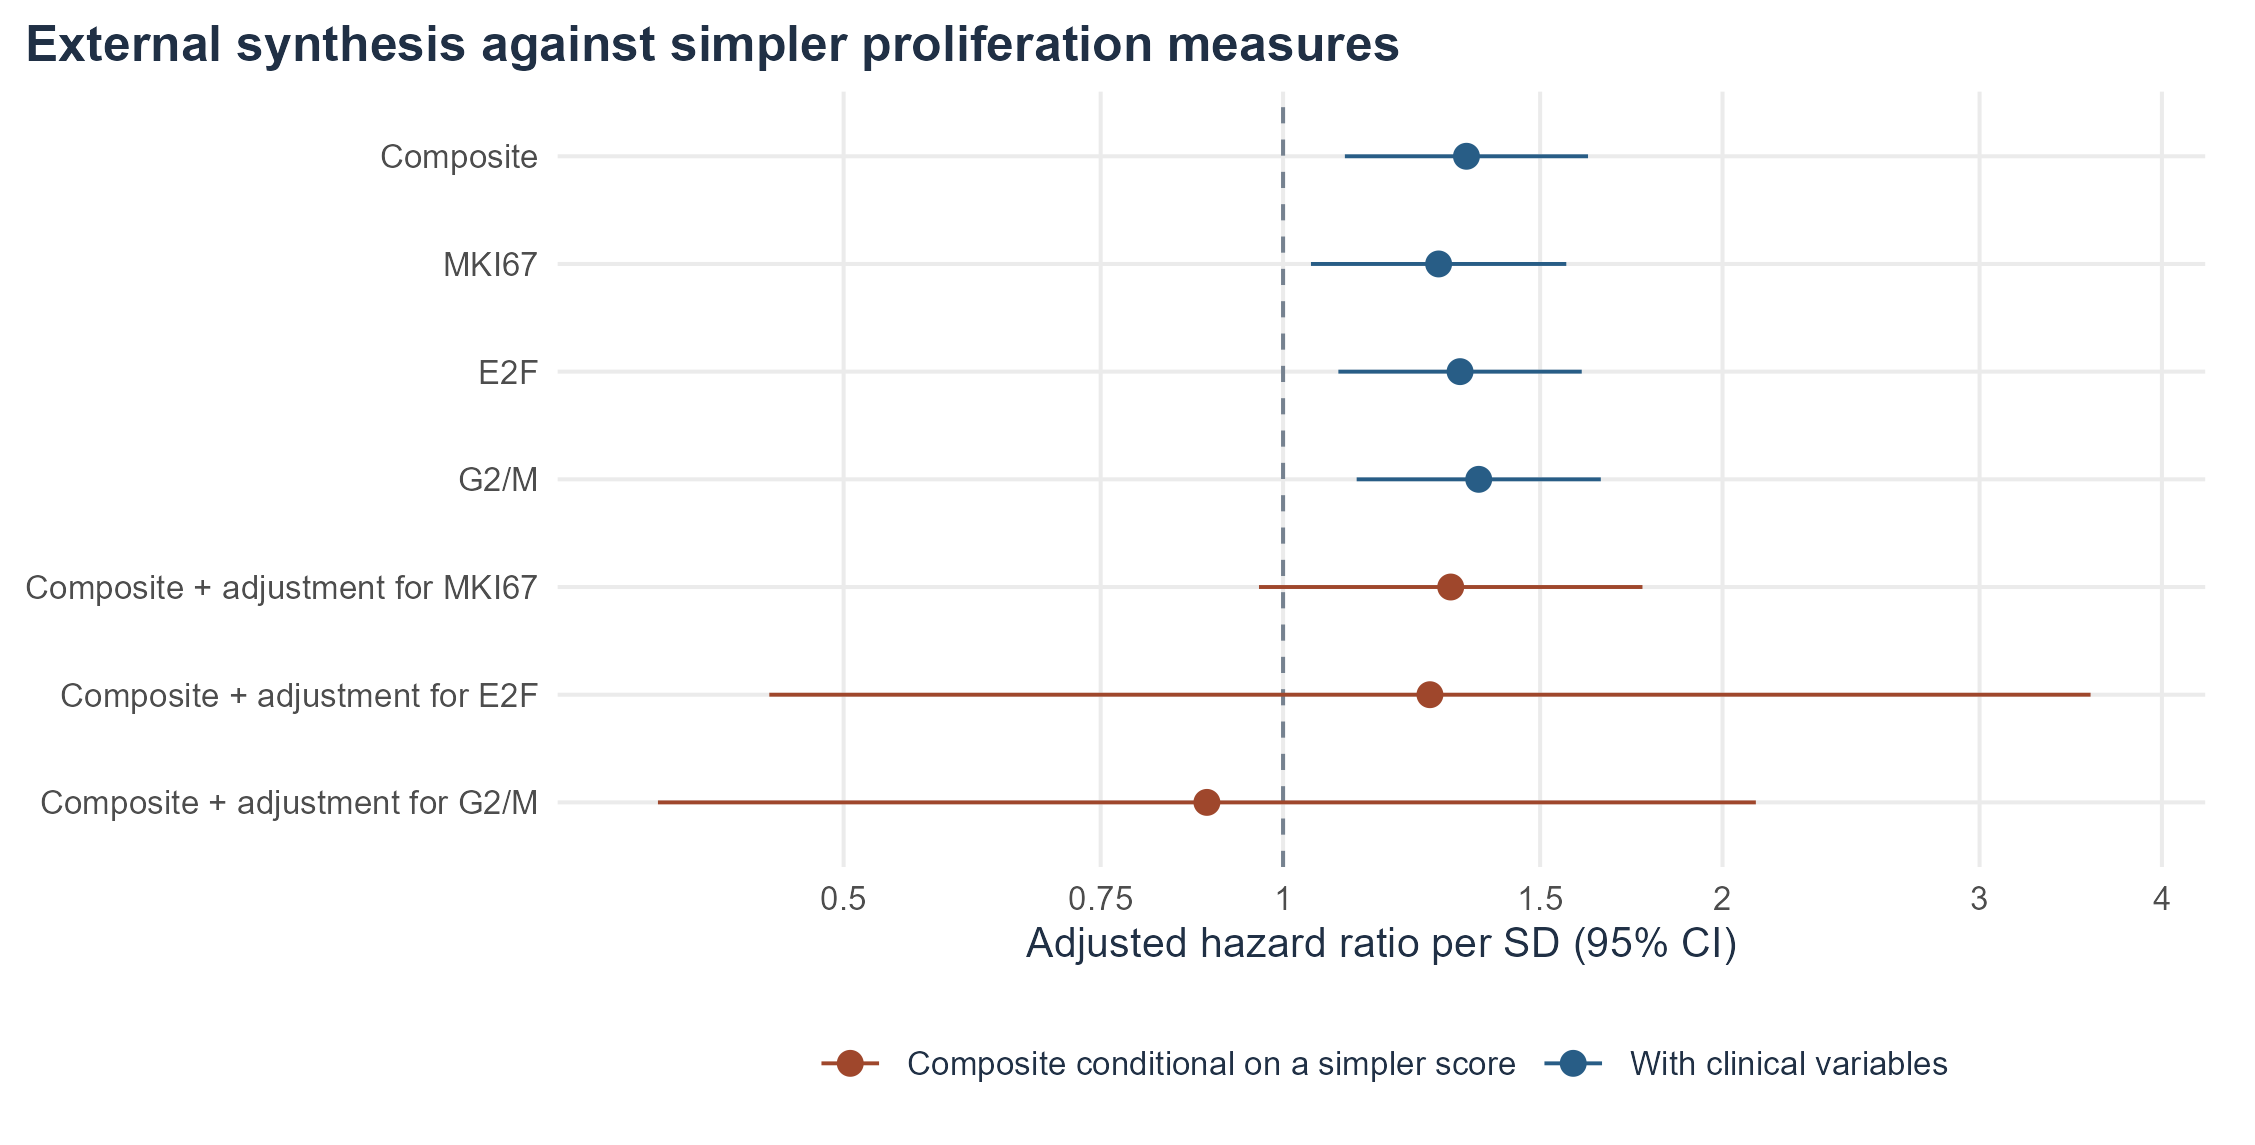 External synthesis against simpler proliferation measures
Composite
MKI67
E2F
G2/M
Composite + adjustment for MKI67
Composite + adjustment for E2F
Composite + adjustment for G2/M
0.5 0.75 1 1.5 2 3 4
Adjusted hazard ratio per SD (95% CI)
Composite conditional on a simpler score With clinical variables